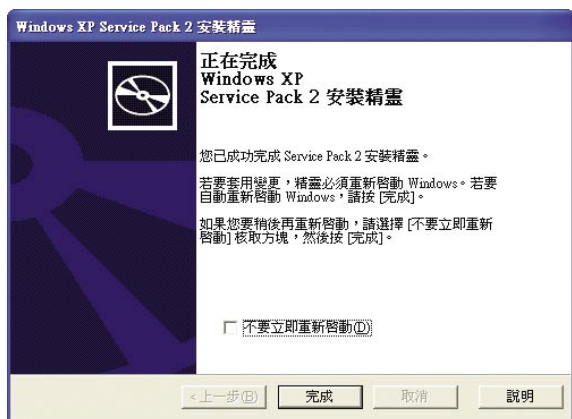 Windows XP Service Pack 2 安裝精靈
正在完成
Windows XP
Service Pack 2 安裝精靈
您已成功完成 Service Pack 2 安裝精靈。
若要套用變更，精靈必須重新啟動 Windows。若要
自動重新啟動 Windows，請按 [完成]。
如果您要稍後再重新啟動，請選擇 [不要立即重新
啟動] 核取方塊，然後按 [完成]。
不要立即重新啟動(D)
<上一步(B)
完成
取消
說明